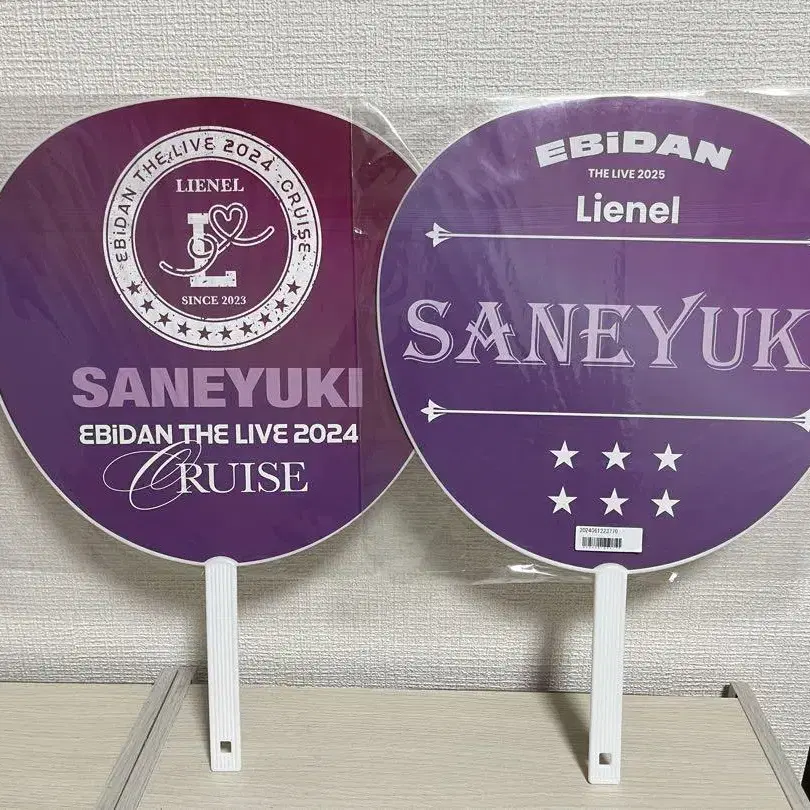 EBiDAN THE LIVE 2024 -CRUISE-
LIENEL
L
SINCE 2023
SANEYUKI
EBiDAN THE LIVE 2024
CRUISE
EBiDAN
THE LIVE 2025
Lienel
SANEYUK